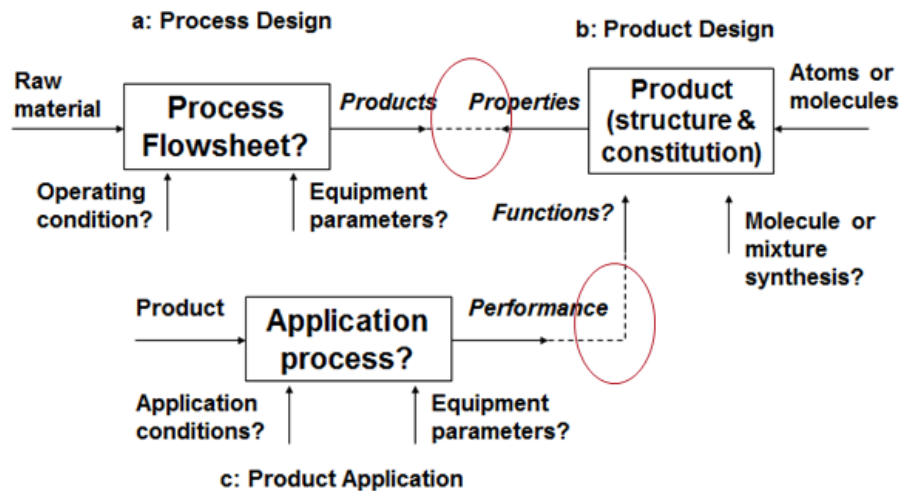 a: Process Design
b: Product Design
Raw
material
Process
Flowsheet?
Products
Properties
Product
(structure &
constitution)
Atoms or
molecules
Operating
condition?
Equipment
parameters?
Functions?
Molecule or
mixture
synthesis?
Product
Application
process?
Performance
Application
conditions?
Equipment
parameters?
c: Product Application